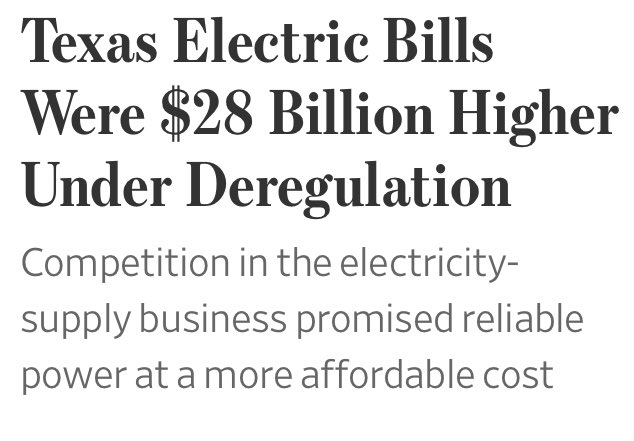 Texas Electric Bills
Were $28 Billion Higher
Under Deregulation
Competition in the electricity-
supply business promised reliable
power at a more affordable cost